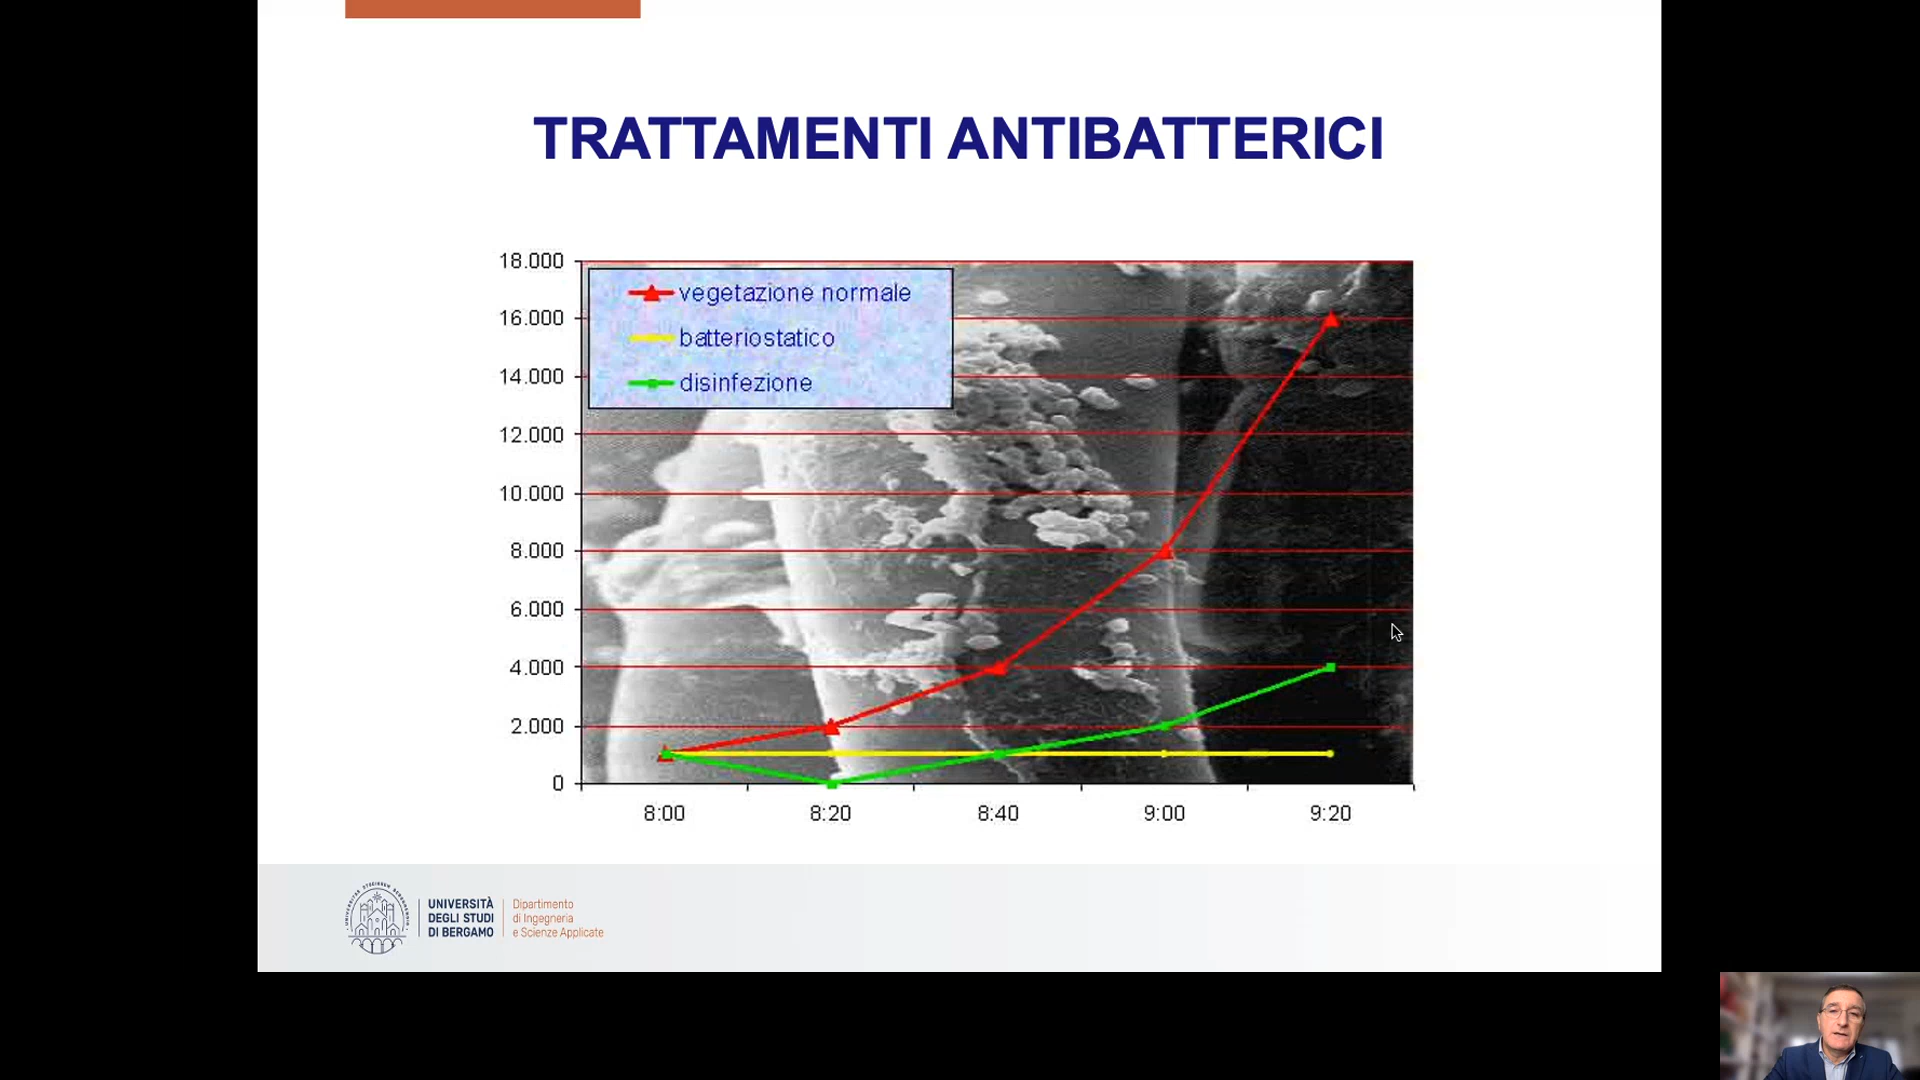 TRATTAMENTI ANTIBATTERICI
18.000
16.000
14.000
12.000
10.000
8.000
6.000
4.000
2.000
0
vegetazione normale
batteriostatico
disinfezione
8:00 8:20 8:40 9:00 9:20
UNIVERSITÀ
DEGLI STUDI
DI BERGAMO
Dipartimento
di Ingegneria
e Scienze Applicate